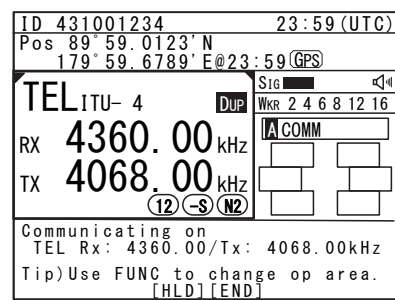 ID 431001234 23:59(UTC)
Pos 89°59.0123'N
179°59.6789'E@23:59 GPS
TEL ITU- 4 DUP
SIG
WKR 2 4 6 8 12 16
A COMM
RX 4360.00 kHz
TX 4068.00 kHz
12 -S N2
Communicating on
TEL Rx: 4360.00/Tx: 4068.00kHz
Tip)Use FUNC to change op area.
[HLD][END]